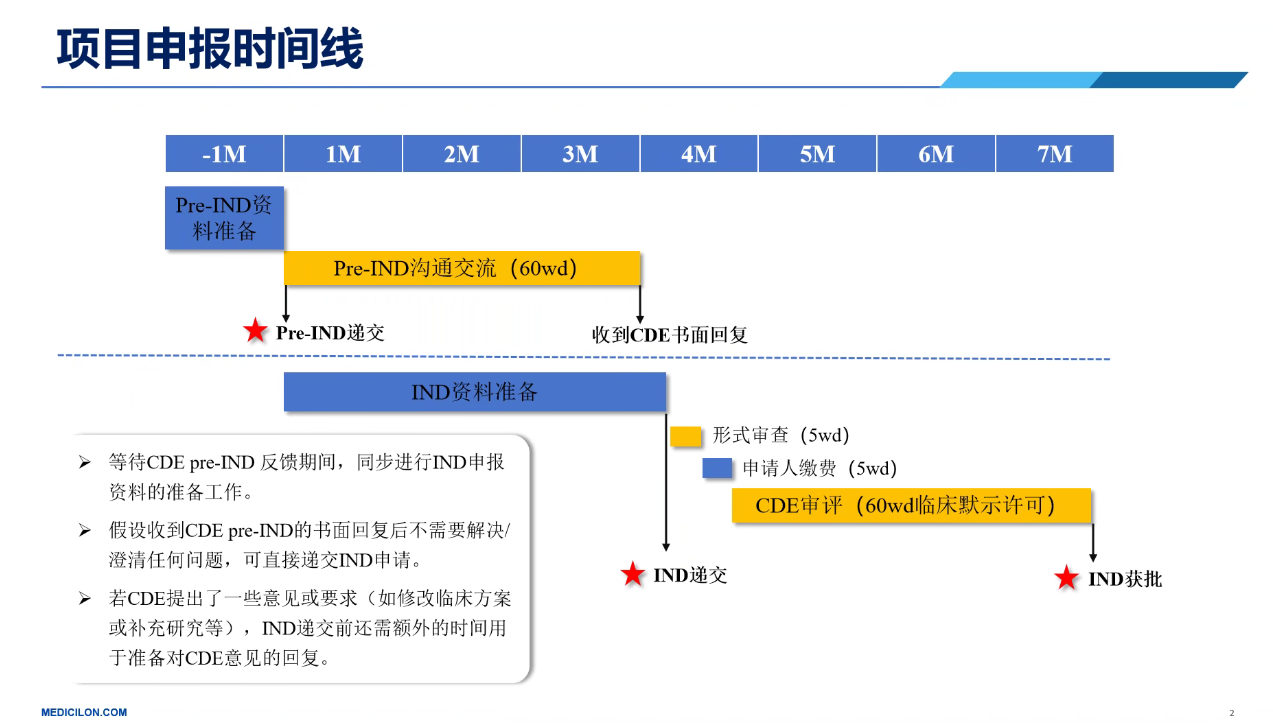 项目申报时间线
-1M 1M 2M 3M 4M 5M 6M 7M
Pre-IND资
料准备
Pre-IND沟通交流（60wd）
Pre-IND递交
收到CDE书面回复
IND资料准备
形式审查（5wd）
申请人缴费（5wd）
CDE审评（60wd临床默示许可）
IND递交
IND获批
➢ 等待CDE pre-IND 反馈期间，同步进行IND申报
资料的准备工作。
➢ 假设收到CDE pre-IND的书面回复后不需要解决/
澄清任何问题，可直接递交IND申请。
➢ 若CDE提出了一些意见或要求（如修改临床方案
或补充研究等），IND递交前还需额外的时间用
于准备对CDE意见的回复。
MEDICILON.COM
2